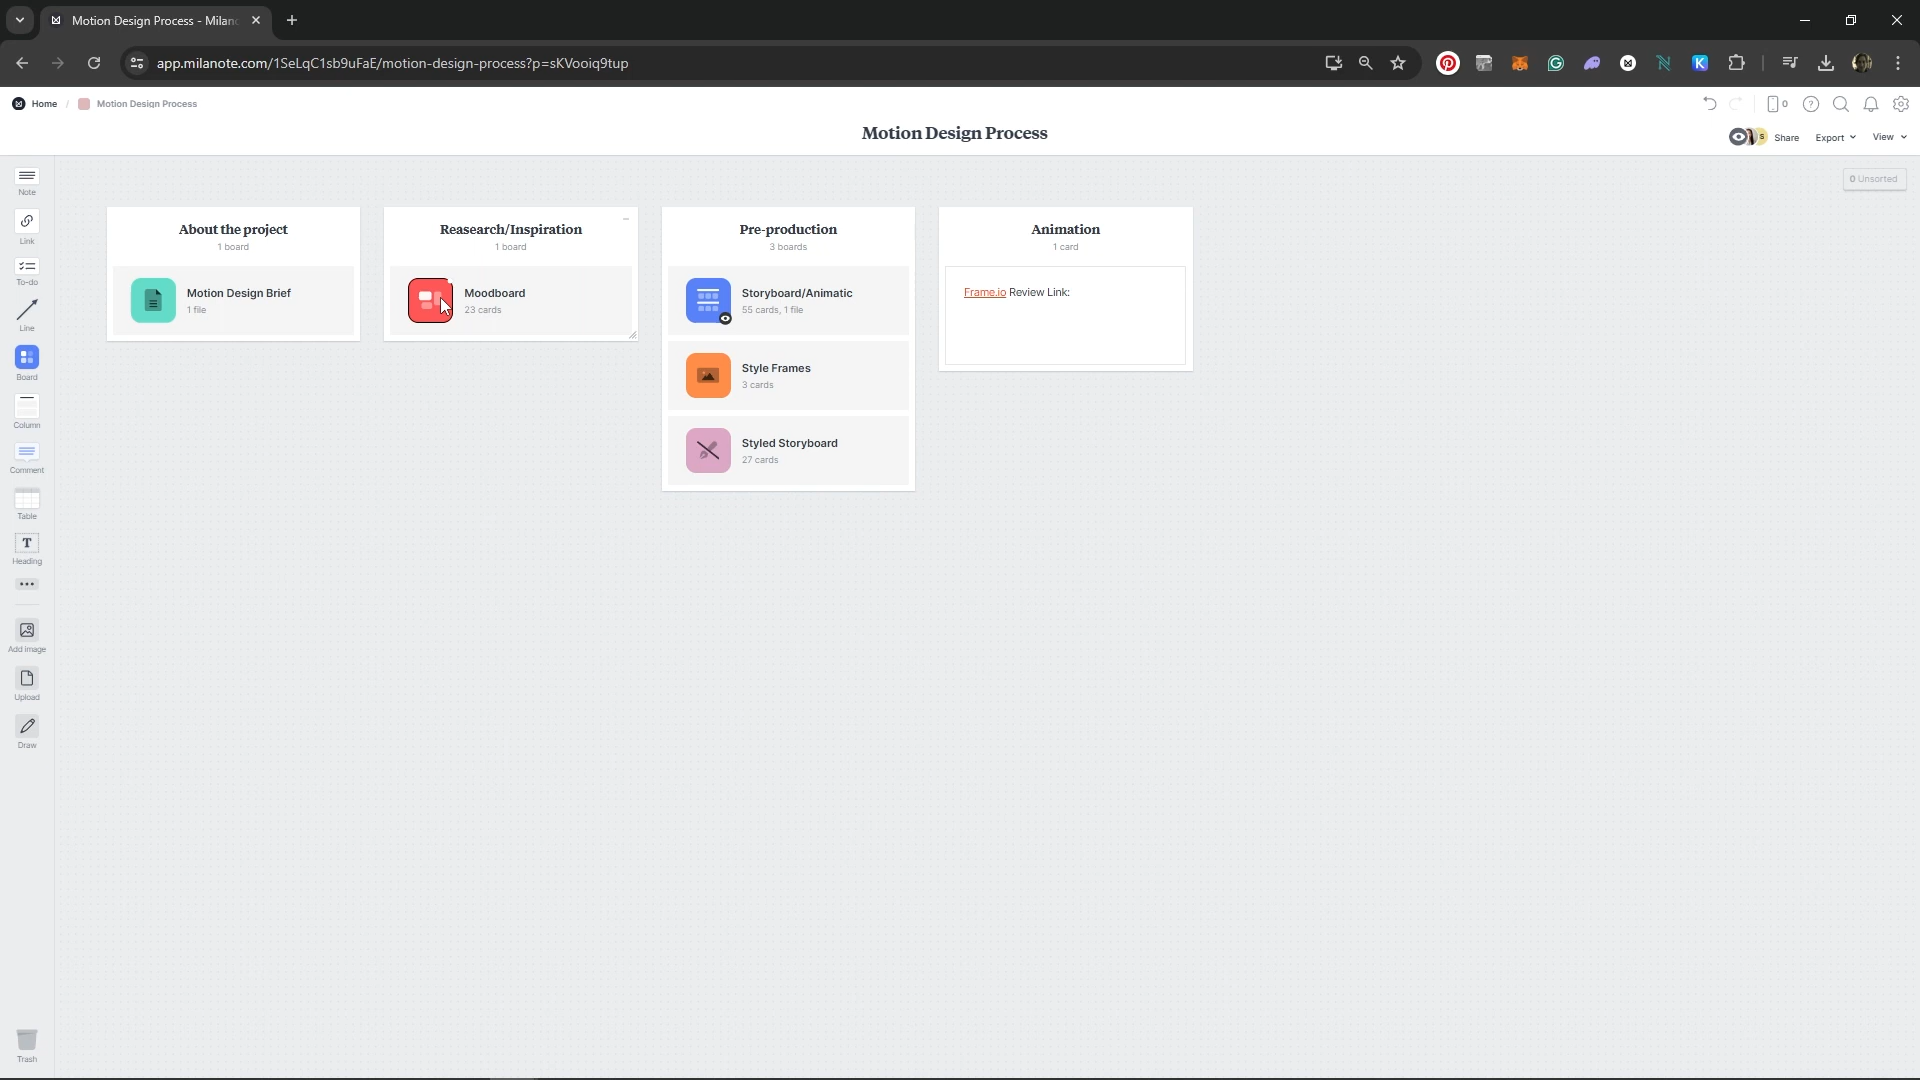 Motion Design Process - Milan
app.milanote.com/1SeLqC1sb9uFaE/motion-design-process?p=sKVooiq9tup
Home / Motion Design Process
0
Motion Design Process
S
Share
Export
View
0 Unsorted
Note
Link
To-do
Line
Board
Column
Comment
Table
T
Heading
Add image
Upload
Draw
Trash
About the project
1 board
Motion Design Brief
1 file
Reasearch/Inspiration
1 board
Moodboard
23 cards
Pre-production
3 boards
Storyboard/Animatic
55 cards, 1 file
Style Frames
3 cards
Styled Storyboard
27 cards
Animation
1 card
Frame.io Review Link: